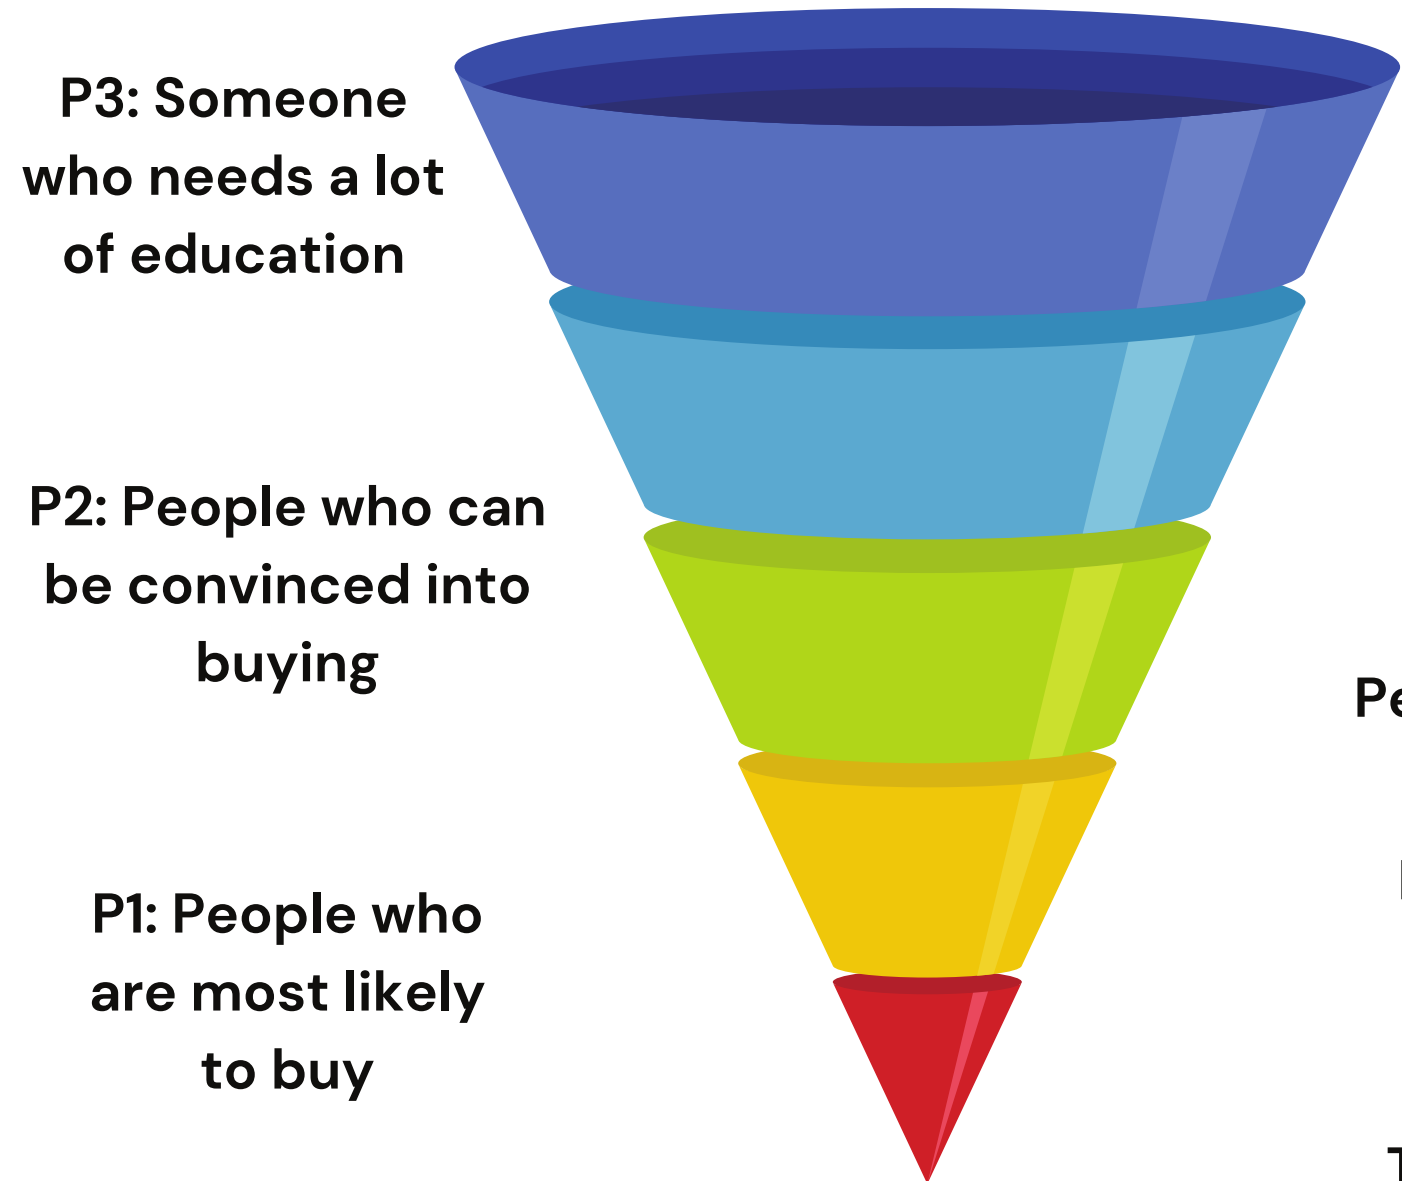 P3: Someone
who needs a lot
of education
P2: People who can
be convinced into
buying
P1: People who
are most likely
to buy